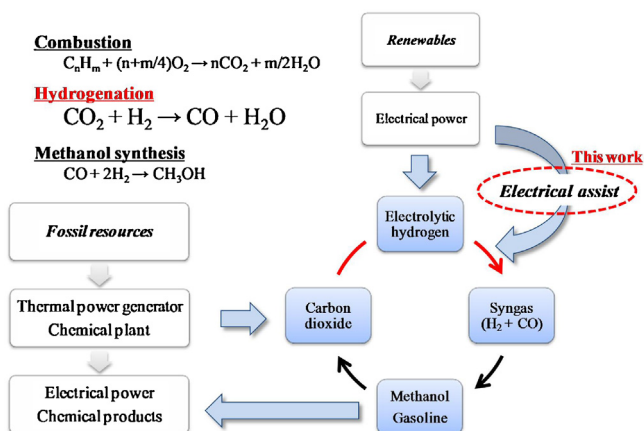 Combustion
CₙHₘ + (n+m/4)O₂ → nCO₂ + m/2H₂O
Hydrogenation
CO₂ + H₂ → CO + H₂O
Methanol synthesis
CO + 2H₂ → CH₃OH
Renewables
Electrical power
This work
Electrical assist
Electrolytic
hydrogen
Fossil resources
Thermal power generator
Chemical plant
Carbon
dioxide
Syngas
(H₂ + CO)
Electrical power
Chemical products
Methanol
Gasoline